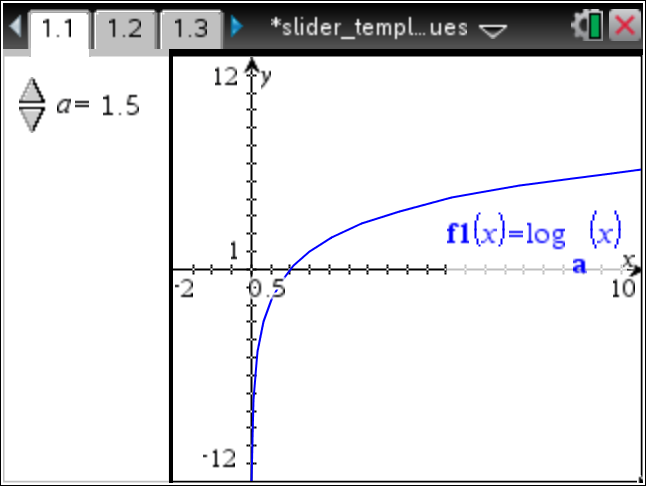 1.1 1.2 1.3 *slider_templ...ues
a= 1.5
12 y
f1(x)=log a (x)
1
x
-2 0.5 10
-12